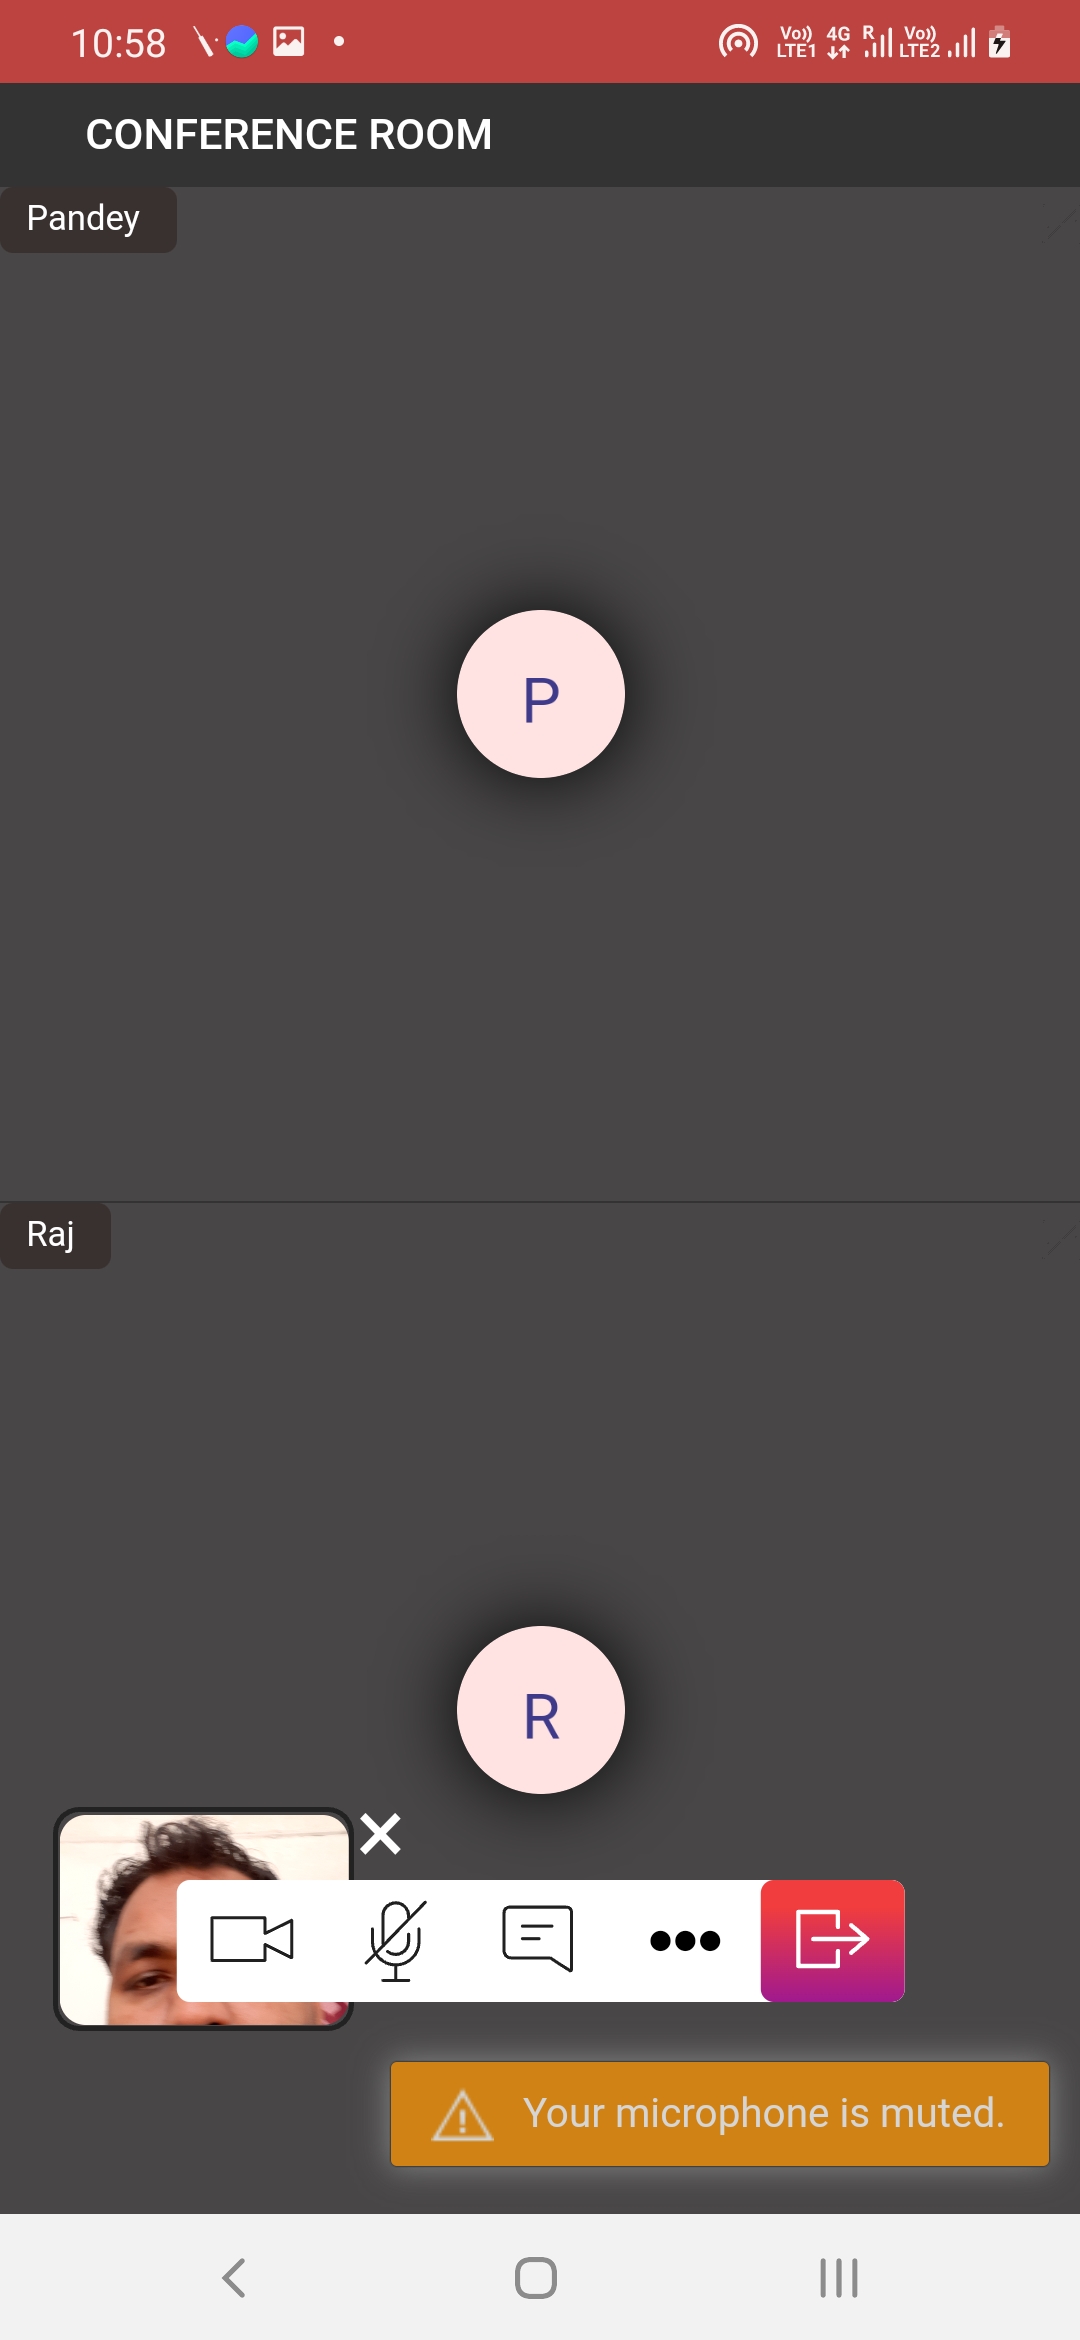 10:58
Vo)) LTE1 4G R Vo)) LTE2
CONFERENCE ROOM
Pandey
P
Raj
R
Your microphone is muted.